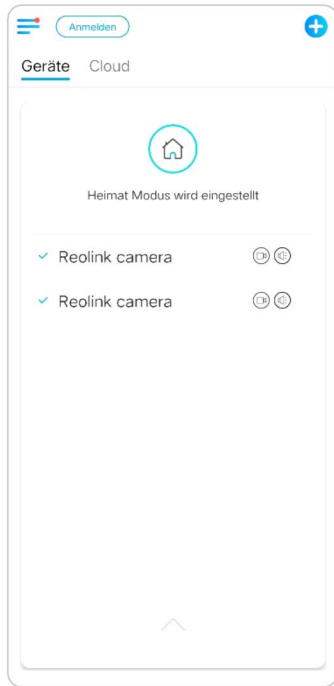 Anmelden
Geräte Cloud
Heimat Modus wird eingestellt
Reolink camera
Reolink camera